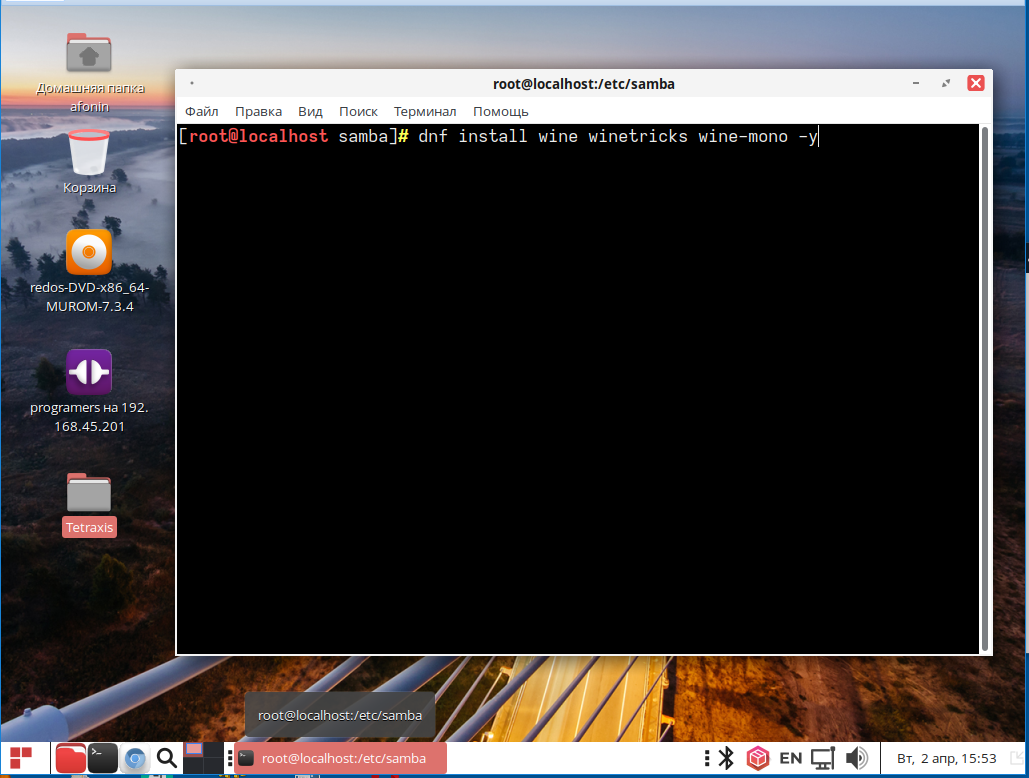 Домашняя папка
afonin
Корзина
redos-DVD-x86_64-
MUROM-7.3.4
programers на 192.
168.45.201
Tetraxis
root@localhost:/etc/samba
Файл Правка Вид Поиск Терминал Помощь
[root@localhost samba]# dnf install wine winetricks wine-mono -y
root@localhost:/etc/samba
root@localhost:/etc/samba
EN
Вт, 2 апр, 15:53